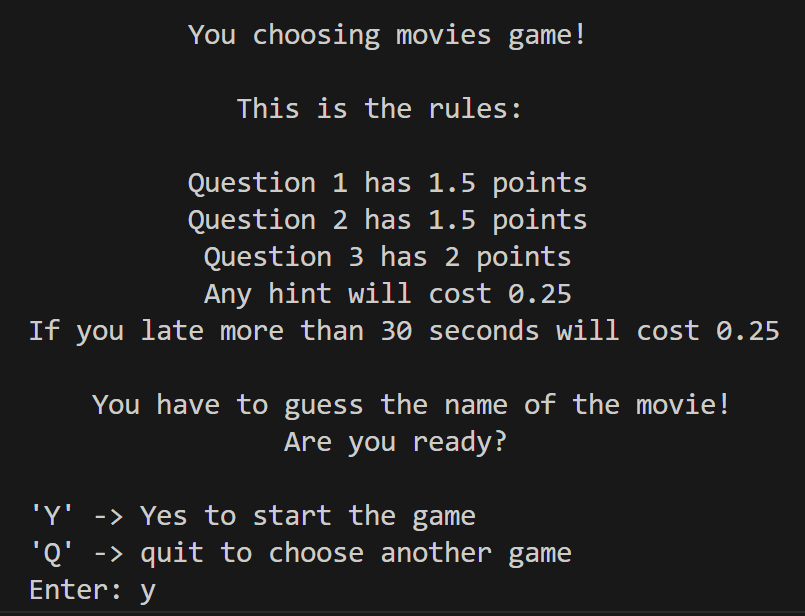 You choosing movies game!
This is the rules:
Question 1 has 1.5 points
Question 2 has 1.5 points
Question 3 has 2 points
Any hint will cost 0.25
If you late more than 30 seconds will cost 0.25
You have to guess the name of the movie!
Are you ready?
'Y' -> Yes to start the game
'Q' -> quit to choose another game
Enter: y